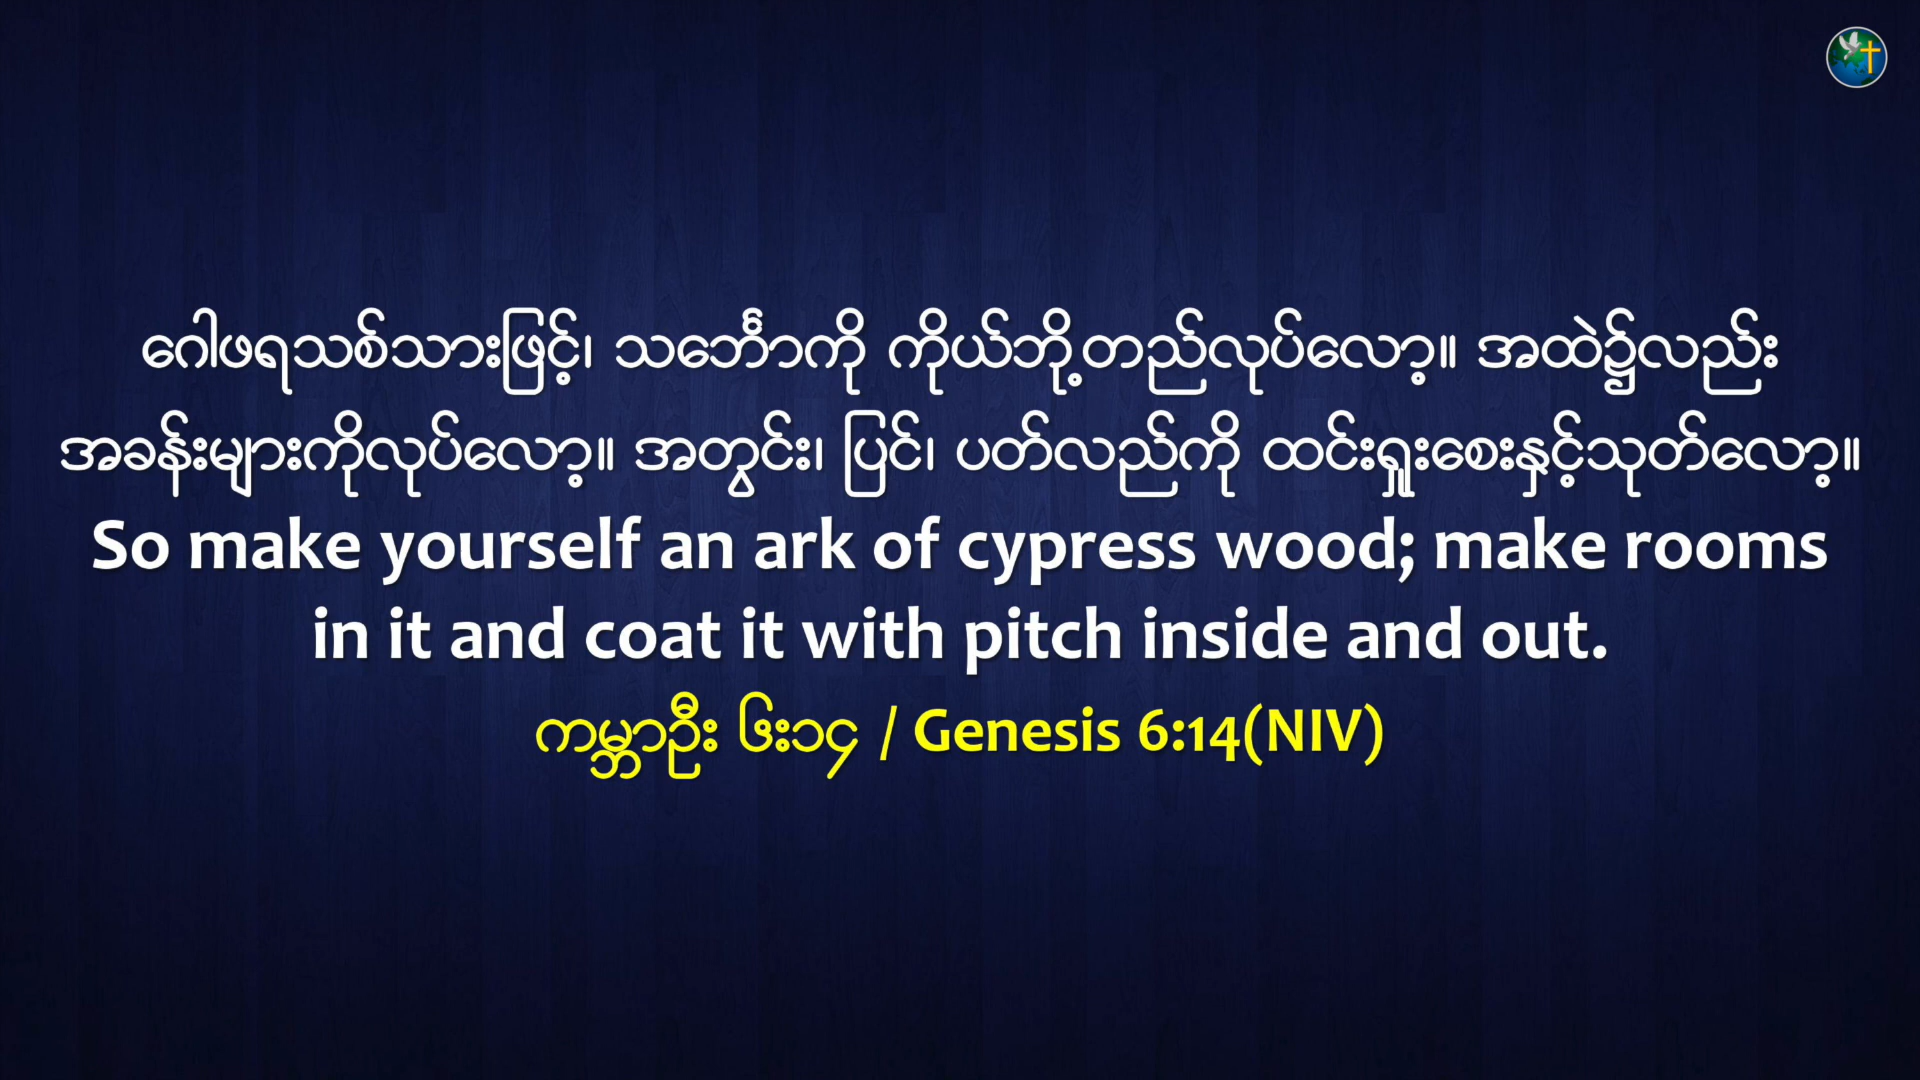 ဂေါဖရသစ်သားဖြင့်၊ သင်္ဘောကို ကိုယ်ဘို့တည်လုပ်လော့။ အထဲ၌လည်း
အခန်းများကိုလုပ်လော့။ အတွင်း၊ ပြင်၊ ပတ်လည်ကို ထင်းရှူးစေးနှင့်သုတ်လော့။
So make yourself an ark of cypress wood; make rooms
in it and coat it with pitch inside and out.
ကမ္ဘာဦး ၆း၁၄ / Genesis 6:14(NIV)